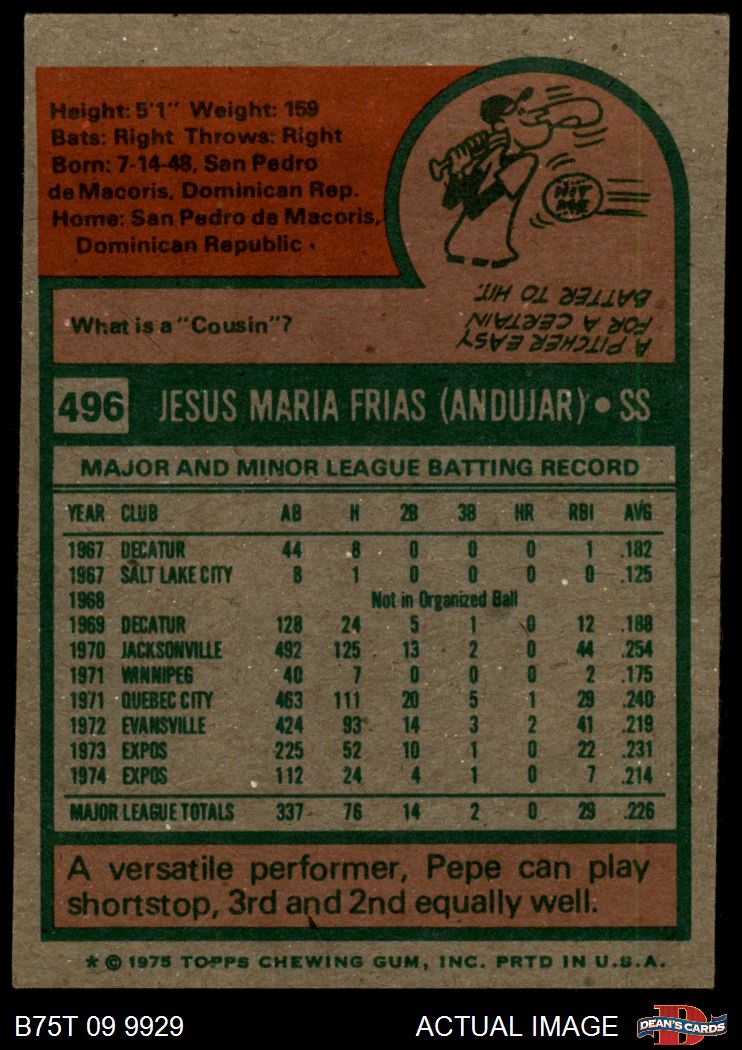 Height: 5'1" Weight: 159
Bats: Right Throws: Right
Born: 7-14-48, San Pedro
de Macoris, Dominican Rep.
Home: San Pedro de Macoris,
Dominican Republic
HIT
ME
What is a "Cousin"?
A PITCHER EASY
FOR A CERTAIN
BATTER TO HIT.
496 JESUS MARIA FRIAS (ANDUJAR) • SS
MAJOR AND MINOR LEAGUE BATTING RECORD
YEAR CLUB AB H 2B 3B HR RBI AVG
1967 DECATUR 44 8 0 0 0 1 .182
1967 SALT LAKE CITY 8 1 0 0 0 0 .125
1968 Not in Organized Ball
1969 DECATUR 128 24 5 1 0 12 .188
1970 JACKSONVILLE 492 125 13 2 0 44 .254
1971 WINNIPEG 40 7 0 0 0 2 .175
1971 QUEBEC CITY 463 111 20 5 1 29 .240
1972 EVANSVILLE 424 93 14 3 2 41 .219
1973 EXPOS 225 52 10 1 0 22 .231
1974 EXPOS 112 24 4 1 0 7 .214
MAJOR LEAGUE TOTALS 337 76 14 2 0 29 .226
A versatile performer, Pepe can play
shortstop, 3rd and 2nd equally well.
* © 1975 TOPPS CHEWING GUM, INC. PRTD IN U.S.A.
B75T 09 9929 ACTUAL IMAGE DEAN'S CARDS